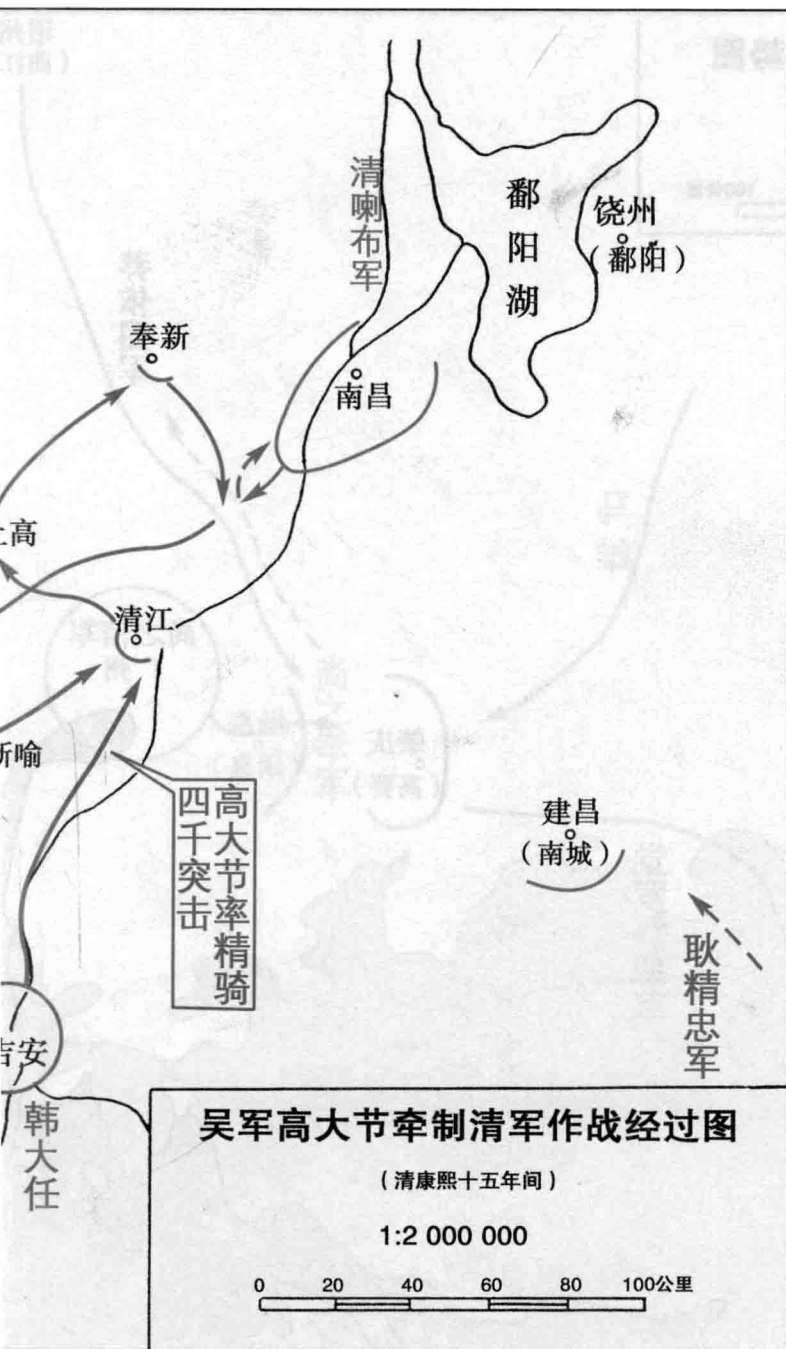 清喇布军
鄱阳湖
饶州
（鄱阳）
奉新
南昌
上高
清江
新喻
高大节率精骑
四千突击
建昌
（南城）
耿精忠军
吉安
韩大任
吴军高大节牵制清军作战经过图
（清康熙十五年间）
1:2 000 000
0 20 40 60 80 100公里